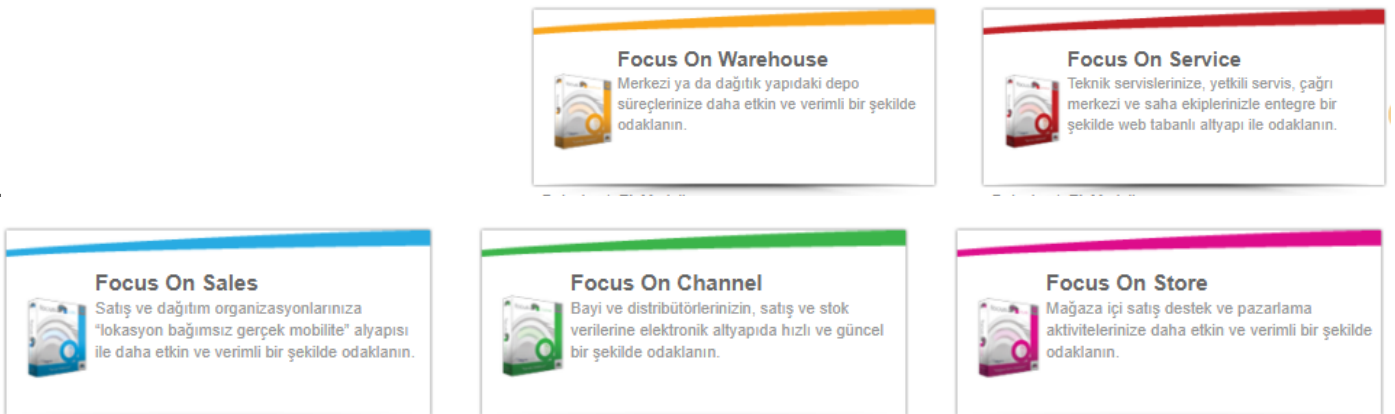 Focus On Warehouse
Merkezi ya da dağıtık yapıdaki depo
süreçlerinize daha etkin ve verimli bir şekilde
odaklanın.
Focus On Service
Teknik servislerinize, yetkili servis, çağrı
merkezi ve saha ekiplerinizle entegre bir
şekilde web tabanlı altyapı ile odaklanın.
Focus On Sales
Satış ve dağıtım organizasyonlarınıza
“lokasyon bağımsız gerçek mobilite” alyapısı
ile daha etkin ve verimli bir şekilde odaklanın.
Focus On Channel
Bayi ve distribütörlerinizin, satış ve stok
verilerine elektronik altyapıda hızlı ve güncel
bir şekilde odaklanın.
Focus On Store
Mağaza içi satış destek ve pazarlama
aktivitelerinize daha etkin ve verimli bir şekilde
odaklanın.